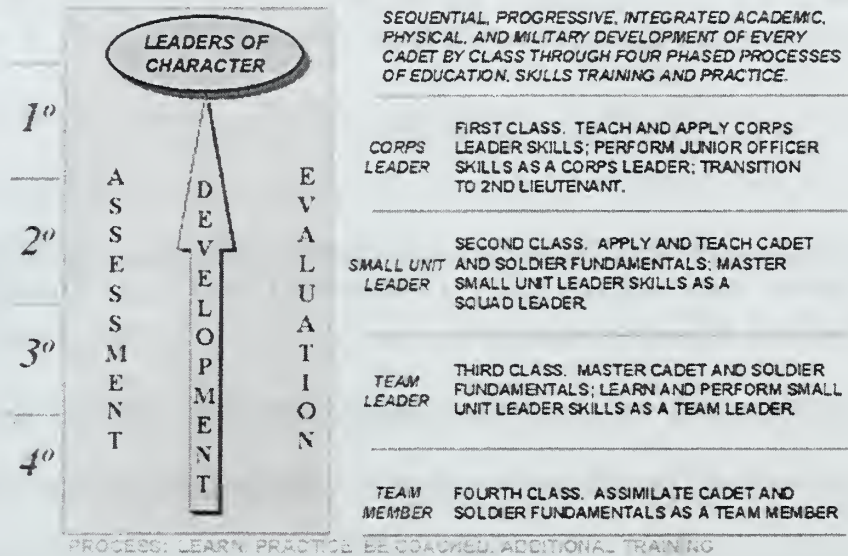 LEADERS OF
CHARACTER
SEQUENTIAL, PROGRESSIVE, INTEGRATED ACADEMIC,
PHYSICAL, AND MILITARY DEVELOPMENT OF EVERY
CADET BY CLASS THROUGH FOUR PHASED PROCESSES
OF EDUCATION, SKILLS TRAINING AND PRACTICE.
1º
2º
3º
4º
ASSESSMENT
DEVELOPMENT
EVALUATION
CORPS
LEADER
FIRST CLASS. TEACH AND APPLY CORPS
LEADER SKILLS; PERFORM JUNIOR OFFICER
SKILLS AS A CORPS LEADER; TRANSITION
TO 2ND LIEUTENANT.
SMALL UNIT
LEADER
SECOND CLASS. APPLY AND TEACH CADET
AND SOLDIER FUNDAMENTALS; MASTER
SMALL UNIT LEADER SKILLS AS A
SQUAD LEADER
TEAM
LEADER
THIRD CLASS. MASTER CADET AND SOLDIER
FUNDAMENTALS; LEARN AND PERFORM SMALL
UNIT LEADER SKILLS AS A TEAM LEADER
TEAM
MEMBER
FOURTH CLASS. ASSIMILATE CADET AND
SOLDIER FUNDAMENTALS AS A TEAM MEMBER
PROCESS: LEARN, PRACTICE, BE COACHED, ADDITIONAL TRAINING